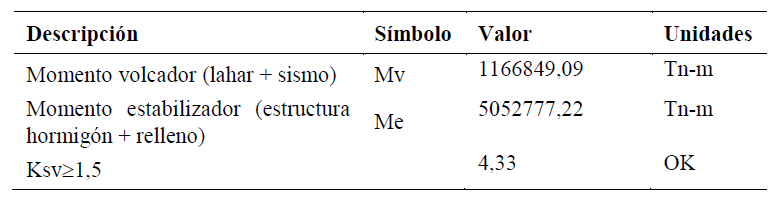 Descripción Símbolo Valor Unidades
Momento volcador (lahar + sismo) Mv 1166849,09 Tn-m
Momento estabilizador (estructura
hormigón + relleno) Me 5052777,22 Tn-m
Ksv≥1,5 4,33 OK